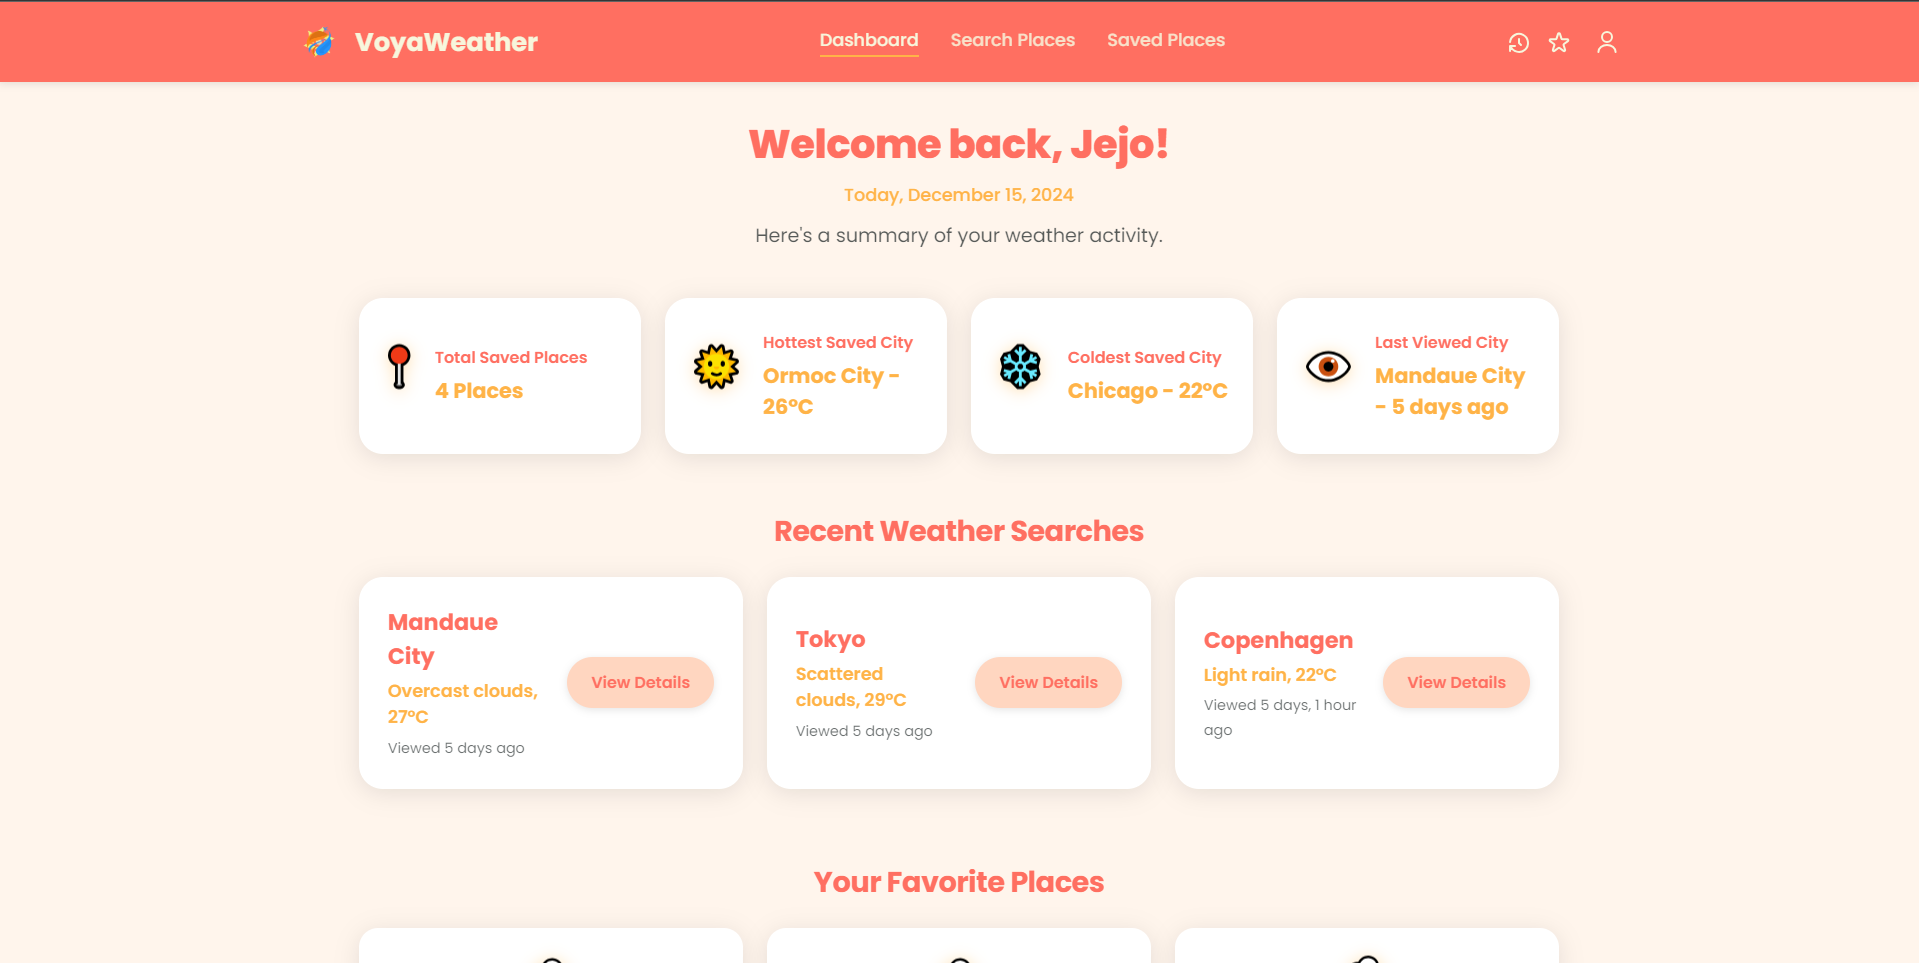 VoyaWeather
Dashboard
Search Places
Saved Places
Welcome back, Jejo!
Today, December 15, 2024
Here's a summary of your weather activity.
Total Saved Places
4 Places
Hottest Saved City
Ormoc City -
26°C
Coldest Saved City
Chicago - 22°C
Last Viewed City
Mandaue City
- 5 days ago
Recent Weather Searches
Mandaue
City
Overcast clouds,
27°C
Viewed 5 days ago
View Details
Tokyo
Scattered
clouds, 29°C
Viewed 5 days ago
View Details
Copenhagen
Light rain, 22°C
Viewed 5 days, 1 hour
ago
View Details
Your Favorite Places